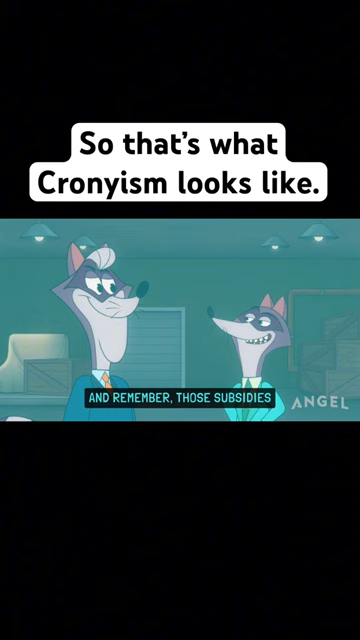 So that’s what
Cronyism looks like.
AND REMEMBER, THOSE SUBSIDIES
ANGEL